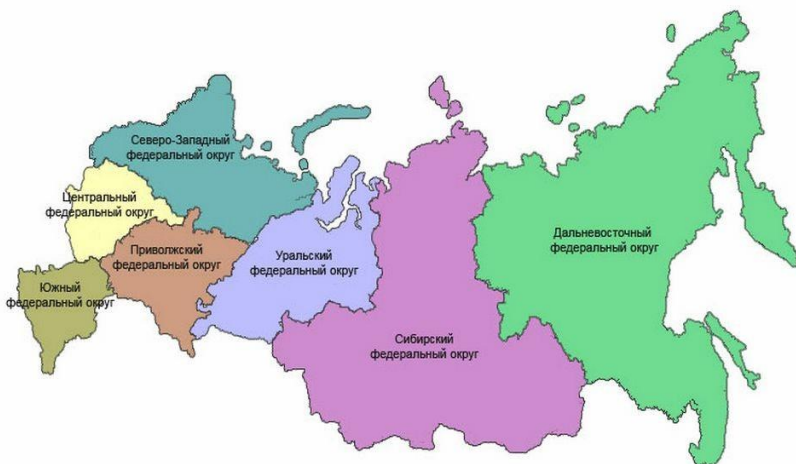 Северо-Западный
федеральный округ
Центральный
федеральный округ
Приволжский
федеральный округ
Уральский
федеральный округ
Дальневосточный
федеральный округ
Южный
федеральный округ
Сибирский
федеральный округ